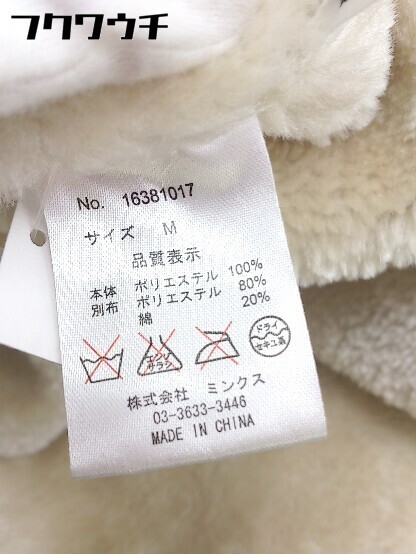 フクワウチ
No. 16381017
サイズ M
品質表示
本体 ポリエステル 100%
別布 ポリエステル 80%
綿 20%
エンソ
サラシ
ドライ
セキユ系
株式会社 ミンクス
03-3633-3446
MADE IN CHINA